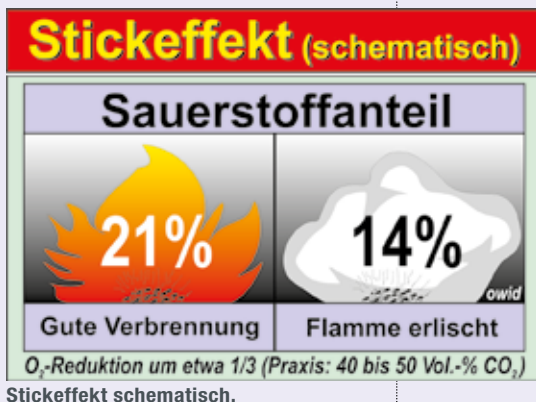 Stickeffekt (schematisch)
Sauerstoffanteil
21% 14%
owid
Gute Verbrennung Flamme erlischt
O₂-Reduktion um etwa 1/3 (Praxis: 40 bis 50 Vol.-% CO₂)
Stickeffekt schematisch.